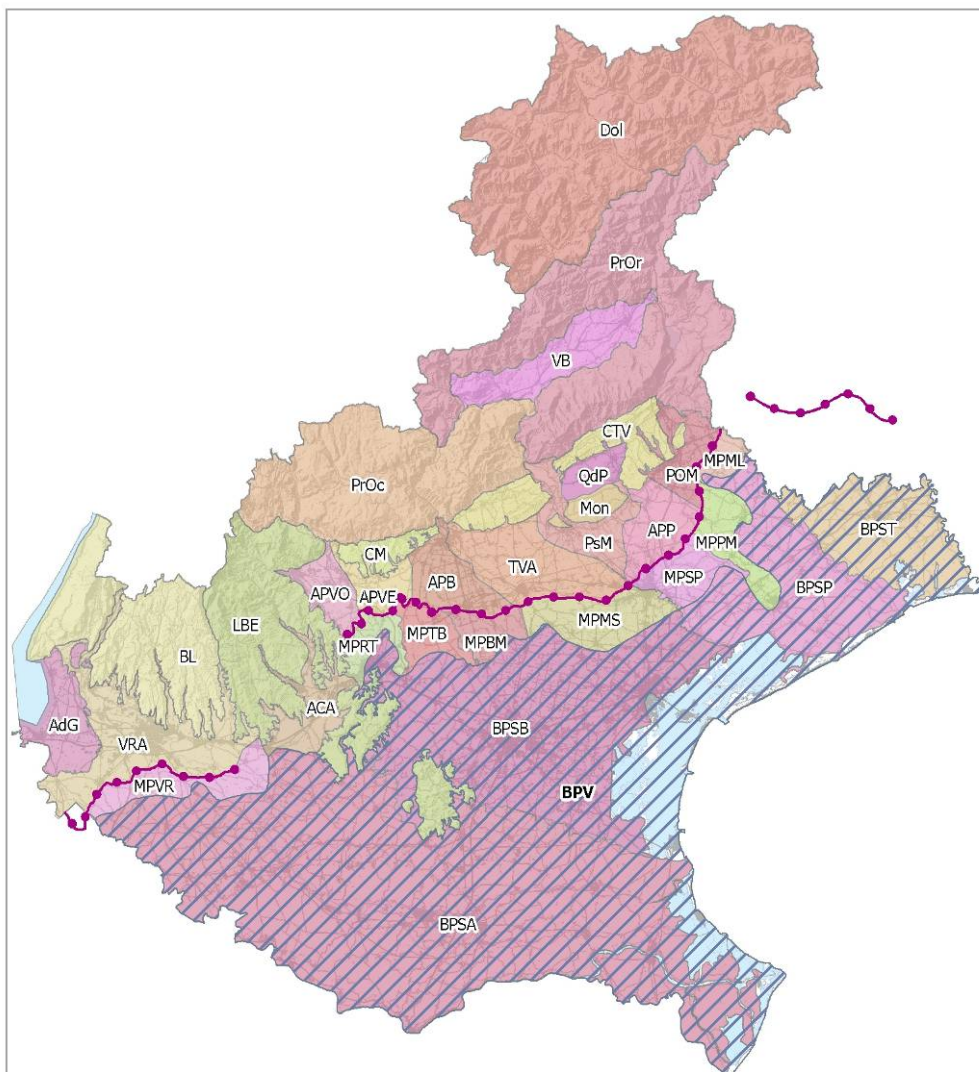 Dol
PrOr
VB
CTV
MPML
QdP
POM
PrOc
Mon
BPST
APP
MPPM
CM
PsM
TVA
APB
MPSP
BPSP
APVO
APVE
LBE
MPTB
MPMS
MPRT
MPBM
BL
ACA
AdG
BPSB
VRA
MPVR
BPV
BPSA